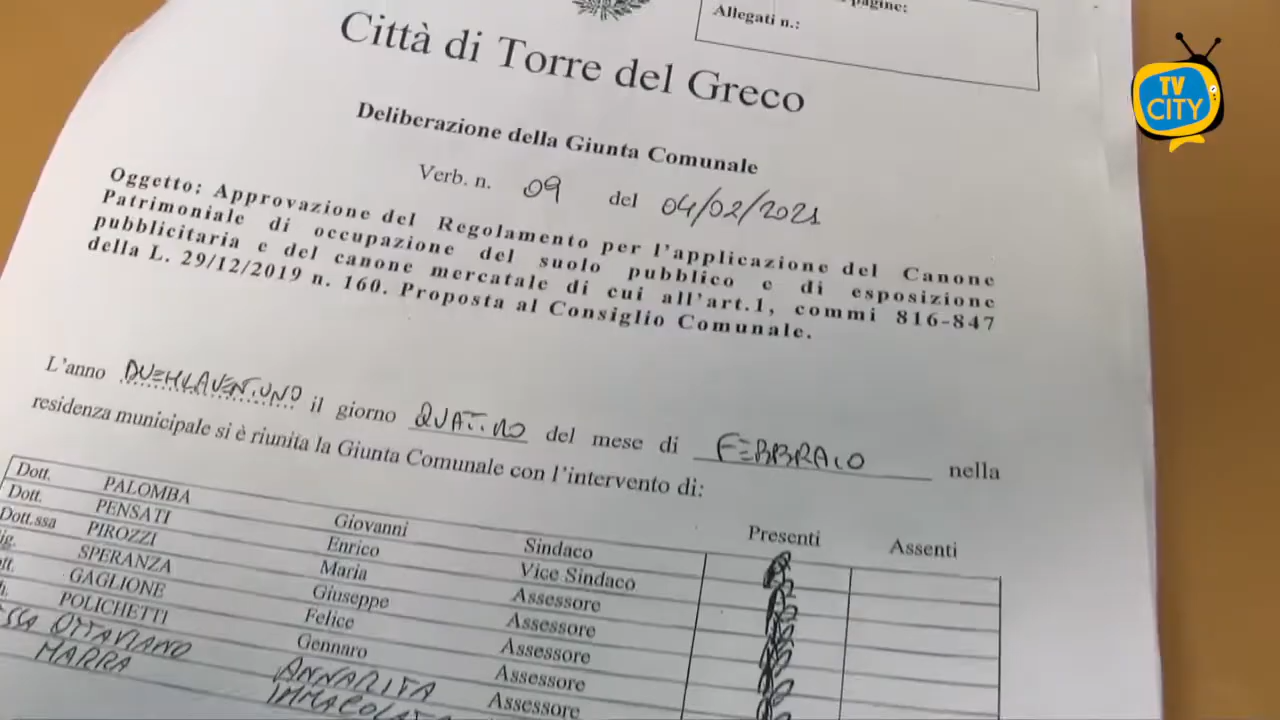 pagine:
Allegati n.:
TV
CITY
Città di Torre del Greco
Deliberazione della Giunta Comunale
Verb. n. 09 del 04/02/2021
Oggetto: Approvazione del Regolamento per l'applicazione del Canone
Patrimoniale di occupazione del suolo pubblico e di esposizione
pubblicitaria e del canone mercatale di cui all'art.1, commi 816-847
della L. 29/12/2019 n. 160. Proposta al Consiglio Comunale.
L'anno DUEMILAVENTUNO il giorno QUATTRO del mese di FEBBRAIO nella
residenza municipale si è riunita la Giunta Comunale con l'intervento di:
Presenti Assenti
Dott. PALOMBA Giovanni Sindaco
Dott. PENSATI Enrico Vice Sindaco
Dott.ssa PIROZZI Maria Assessore
SPERANZA Giuseppe Assessore
GAGLIONE Felice Assessore
POLICHETTI Gennaro Assessore
OTTAVIANO ANNARITA Assessore
MARRA